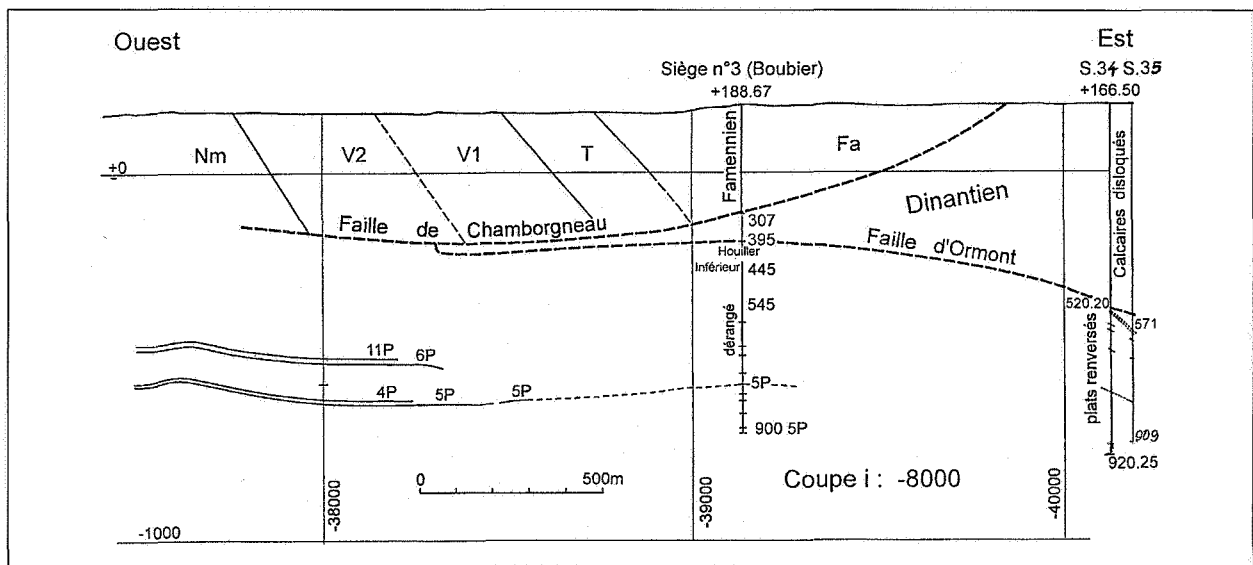 Ouest
Est
Siège n°3 (Boubier)
+188.67
S.34 S.35
+166.50
Nm
V2
V1
T
Famennien
Fa
Calcaires disloqués
+0
Dinantien
Faille de Chamborgneau
307
395
Faille d'Ormont
Houiller
Inférieur
445
520.20
545
571
dérangé
plats renversés
11P
6P
4P
5P
5P
5P
900 5P
909
920.25
0
500m
Coupe i : -8000
-38000
-39000
-40000
-1000